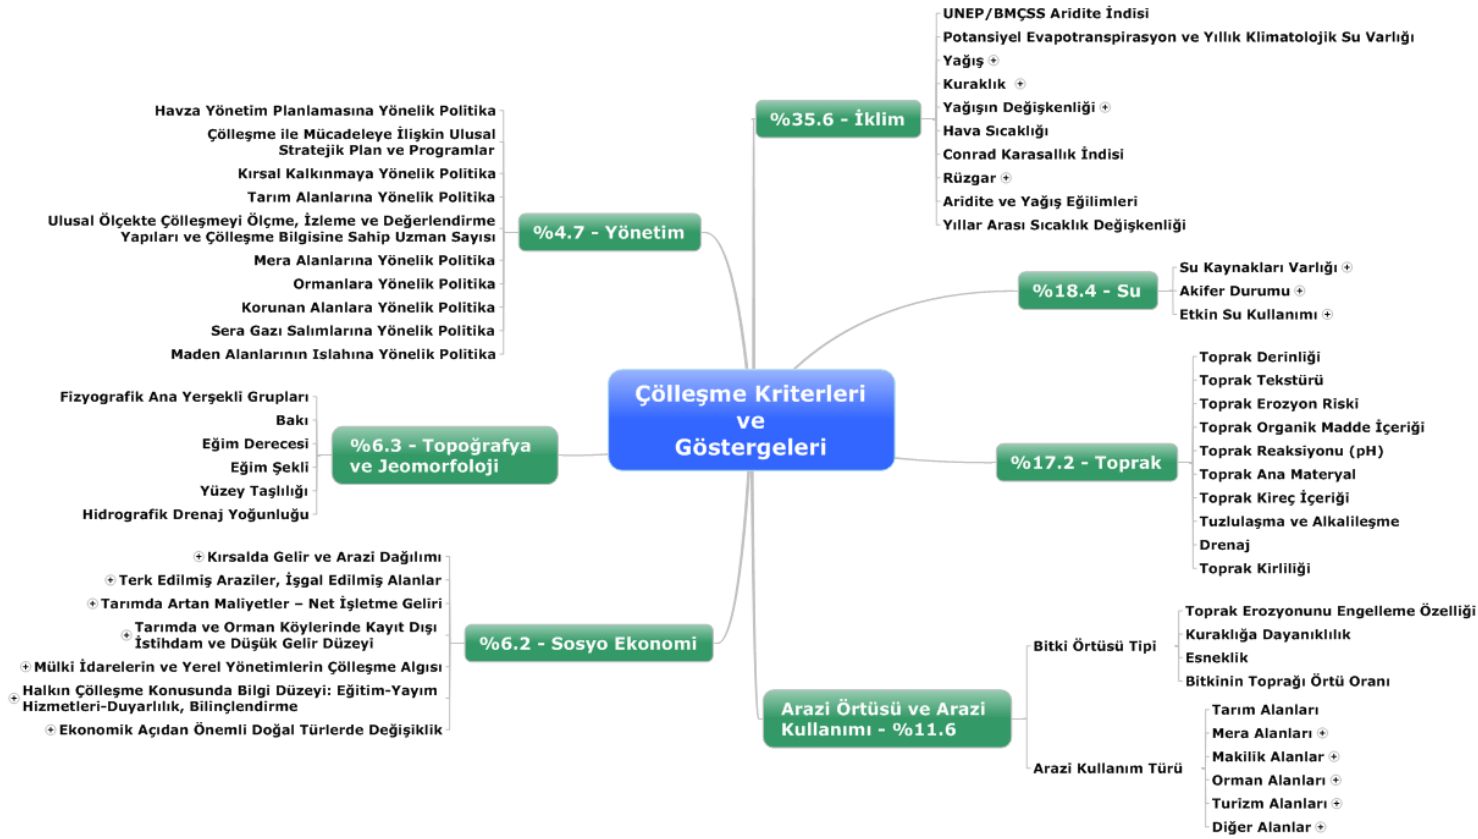 Çölleşme Kriterleri
ve
Göstergeleri
%35.6 - İklim
UNEP/BMÇSS Aridite İndisi
Potansiyel Evapotranspirasyon ve Yıllık Klimatolojik Su Varlığı
Yağış
Kuraklık
Yağışın Değişkenliği
Hava Sıcaklığı
Conrad Karasallık İndisi
Rüzgar
Aridite ve Yağış Eğilimleri
Yıllar Arası Sıcaklık Değişkenliği
%18.4 - Su
Su Kaynakları Varlığı
Akifer Durumu
Etkin Su Kullanımı
%17.2 - Toprak
Toprak Derinliği
Toprak Tekstürü
Toprak Erozyon Riski
Toprak Organik Madde İçeriği
Toprak Reaksiyonu (pH)
Toprak Ana Materyal
Toprak Kireç İçeriği
Tuzlulaşma ve Alkalileşme
Drenaj
Toprak Kirliliği
Arazi Örtüsü ve Arazi
Kullanımı - %11.6
Bitki Örtüsü Tipi
Toprak Erozyonunu Engelleme Özelliği
Kuraklığa Dayanıklılık
Esneklik
Bitkinin Toprağı Örtü Oranı
Arazi Kullanım Türü
Tarım Alanları
Mera Alanları
Makilik Alanlar
Orman Alanları
Turizm Alanları
Diğer Alanlar
%4.7 - Yönetim
Havza Yönetim Planlamasına Yönelik Politika
Çölleşme ile Mücadeleye İlişkin Ulusal
Stratejik Plan ve Programlar
Kırsal Kalkınmaya Yönelik Politika
Tarım Alanlarına Yönelik Politika
Ulusal Ölçekte Çölleşmeyi Ölçme, İzleme ve Değerlendirme
Yapıları ve Çölleşme Bilgisine Sahip Uzman Sayısı
Mera Alanlarına Yönelik Politika
Ormanlara Yönelik Politika
Korunan Alanlara Yönelik Politika
Sera Gazı Salımlarına Yönelik Politika
Maden Alanlarının Islahına Yönelik Politika
%6.3 - Topoğrafya
ve Jeomorfoloji
Fizyografik Ana Yerşekli Grupları
Bakı
Eğim Derecesi
Eğim Şekli
Yüzey Taşlılığı
Hidrografik Drenaj Yoğunluğu
%6.2 - Sosyo Ekonomi
Kırsalda Gelir ve Arazi Dağılımı
Terk Edilmiş Araziler, İşgal Edilmiş Alanlar
Tarımda Artan Maliyetler – Net İşletme Geliri
Tarımda ve Orman Köylerinde Kayıt Dışı
İstihdam ve Düşük Gelir Düzeyi
Mülki İdarelerin ve Yerel Yönetimlerin Çölleşme Algısı
Halkın Çölleşme Konusunda Bilgi Düzeyi: Eğitim-Yayım
Hizmetleri-Duyarlılık, Bilinçlendirme
Ekonomik Açıdan Önemli Doğal Türlerde Değişiklik